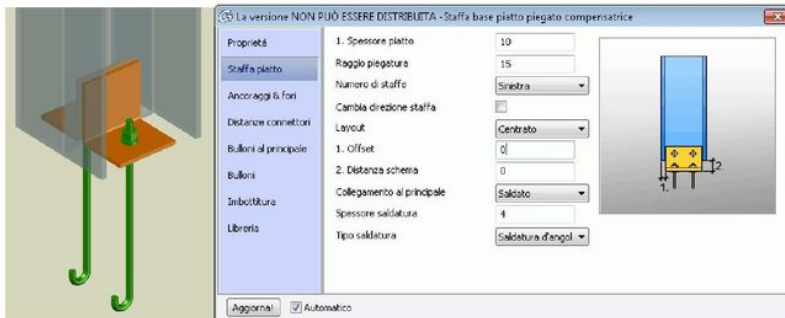 La versione NON PUÒ ESSERE DISTRIBUITA - Staffa base piatto piegato compensatrice
Proprietà
Staffa piatto
Ancoraggi & fori
Distanze connettori
Bulloni al principale
Bulloni
Imbottitura
Libreria
1. Spessore piatto 10
Raggio piegatura 15
Numero di staffe Sinistra
Cambia direzione staffa
Layout Centrato
1. Offset 0
2. Distanza schema 0
Collegamento al principale Saldato
Spessore saldatura 4
Tipo saldatura Saldatura d'angol
1.
2
Aggiorna! Automatico